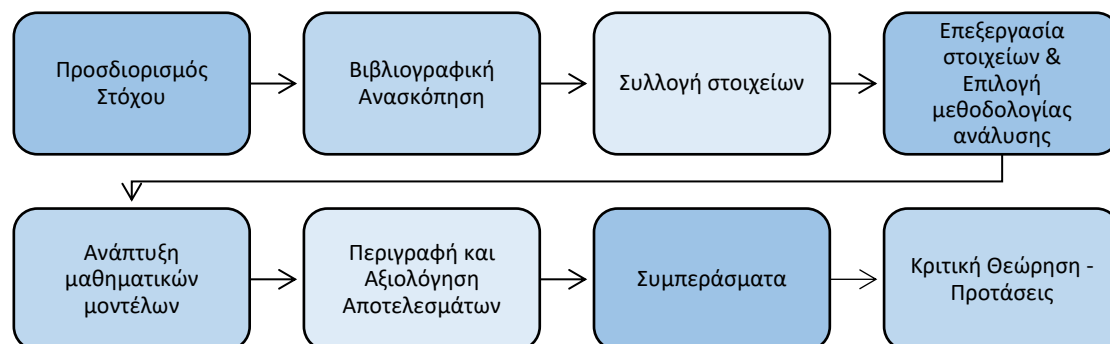 Προσδιορισμός
Στόχου
Βιβλιογραφική
Ανασκόπηση
Συλλογή στοιχείων
Επεξεργασία
στοιχείων &
Επιλογή
μεθοδολογίας
ανάλυσης
Ανάπτυξη
μαθηματικών
μοντέλων
Περιγραφή και
Αξιολόγηση
Αποτελεσμάτων
Συμπεράσματα
Κριτική Θεώρηση -
Προτάσεις